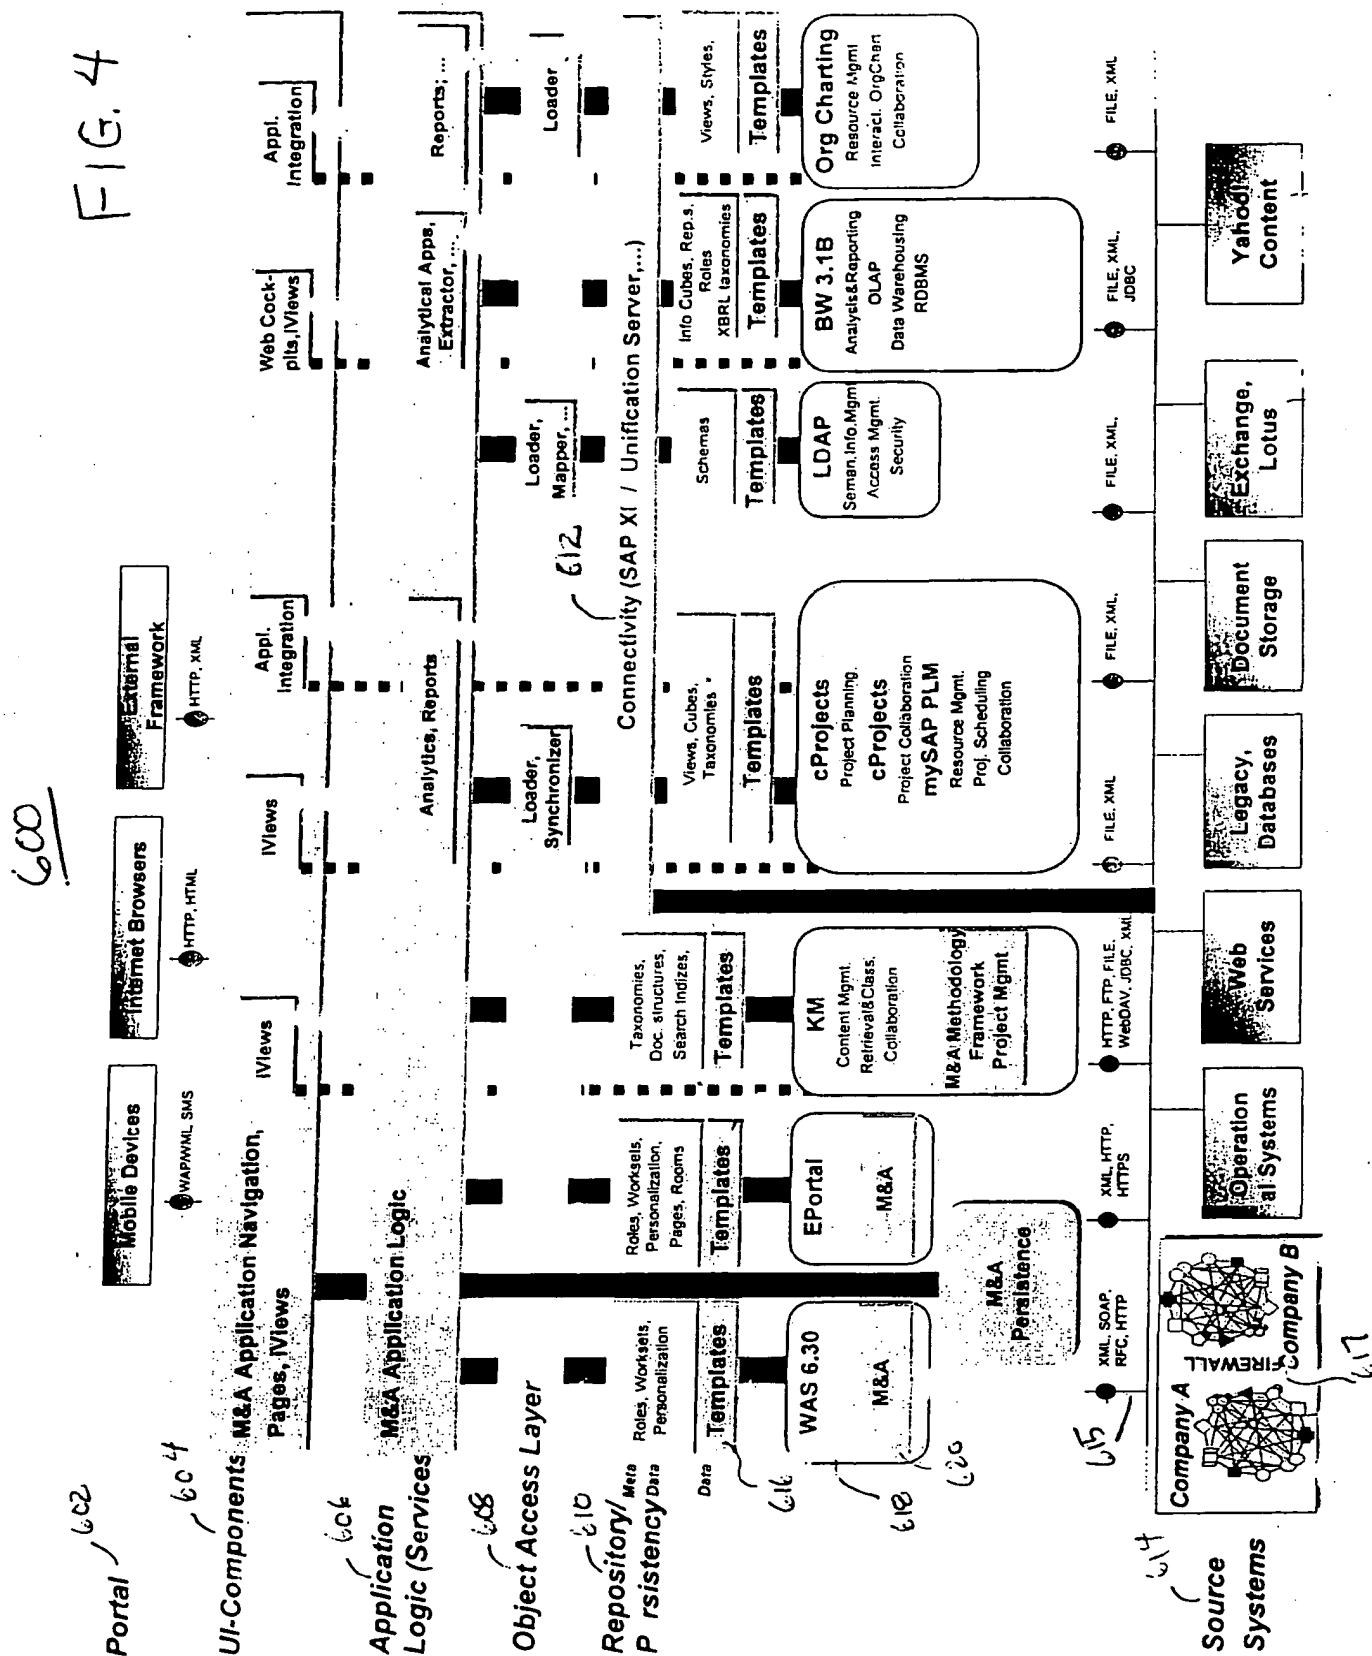 FIG. 4
600
Portal
602
Mobile Devices
Internet Browsers
External
Framework
WAP/WML, SMS
HTTP, HTML
HTTP, XML
UI-Components
604
M&A Application Navigation,
Pages, iViews
IViews
IViews
Appl.
Integration
Web Cock-
pits,IViews
Appl.
Integration
606
Application
Logic (Services
M&A Application Logic
Analytics, Reports
Analytical Apps,
Extractor, ...
Reports; ...
608
Object Access Layer
Loader,
Synchronizer
Loader,
Mapper, ...
Loader
612
610
Repository/
P rsistency
Meta
Data
Roles, Worksets,
Personalization
Roles, Worksets,
Personalization,
Pages, Rooms
Taxonomies,
Doc. structures,
Search Indizes,
Connectivity (SAP XI / Unification Server,...)
Views, Cubes,
Taxonomies
Schemas
Info Cubes, Rep.s,
Roles
XBRL taxonomies
Views, Styles,
Data
616
Templates
Templates
Templates
Templates
Templates
Templates
Templates
618
620
WAS 6.30
M&A
EPortal
M&A
KM
Content Mgmt.
Retrieval&Class.
Collaboration
M&A Methodology
Framework
Project Mgmt
cProjects
Project Planning,
cProjects
Project Collaboration
mySAP PLM
Resource Mgmt.
Proj. Scheduling
Collaboration
LDAP
Seman.Info.Mgmt
Access Mgmt.
Security
BW 3.1B
Analysis&Reporting
OLAP
Data Warehousing
RDBMS
Org Charting
Resource Mgmt
Interact. OrgChart
Collaboration
M&A
Persistence
615
XML, SOAP,
RFC, HTTP
XML, HTTP,
HTTPS
HTTP, FTP, FILE,
WebDAV, JDBC, XML
FILE, XML
FILE, XML,
FILE, XML,
FILE, XML,
JDBC
FILE, XML
614
Source
Systems
Company A
FIREWALL
Company B
617
Operation
al Systems
Web
Services
Legacy,
Databases
Document
Storage
Exchange,
Lotus
Yahoo!
Content